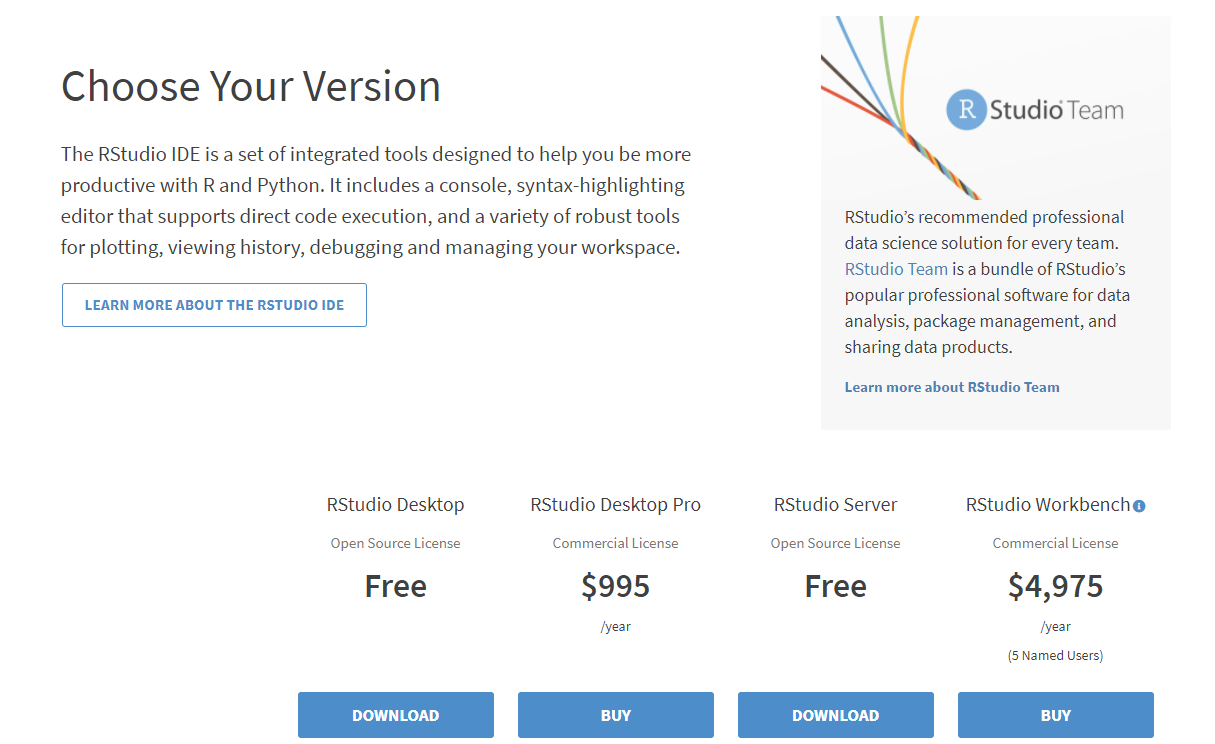 Choose Your Version
The RStudio IDE is a set of integrated tools designed to help you be more
productive with R and Python. It includes a console, syntax-highlighting
editor that supports direct code execution, and a variety of robust tools
for plotting, viewing history, debugging and managing your workspace.
LEARN MORE ABOUT THE RSTUDIO IDE
R Studio® Team
RStudio’s recommended professional
data science solution for every team.
RStudio Team is a bundle of RStudio’s
popular professional software for data
analysis, package management, and
sharing data products.
Learn more about RStudio Team
RStudio Desktop
Open Source License
Free
DOWNLOAD
RStudio Desktop Pro
Commercial License
$995
/year
BUY
RStudio Server
Open Source License
Free
DOWNLOAD
RStudio Workbench i
Commercial License
$4,975
/year
(5 Named Users)
BUY